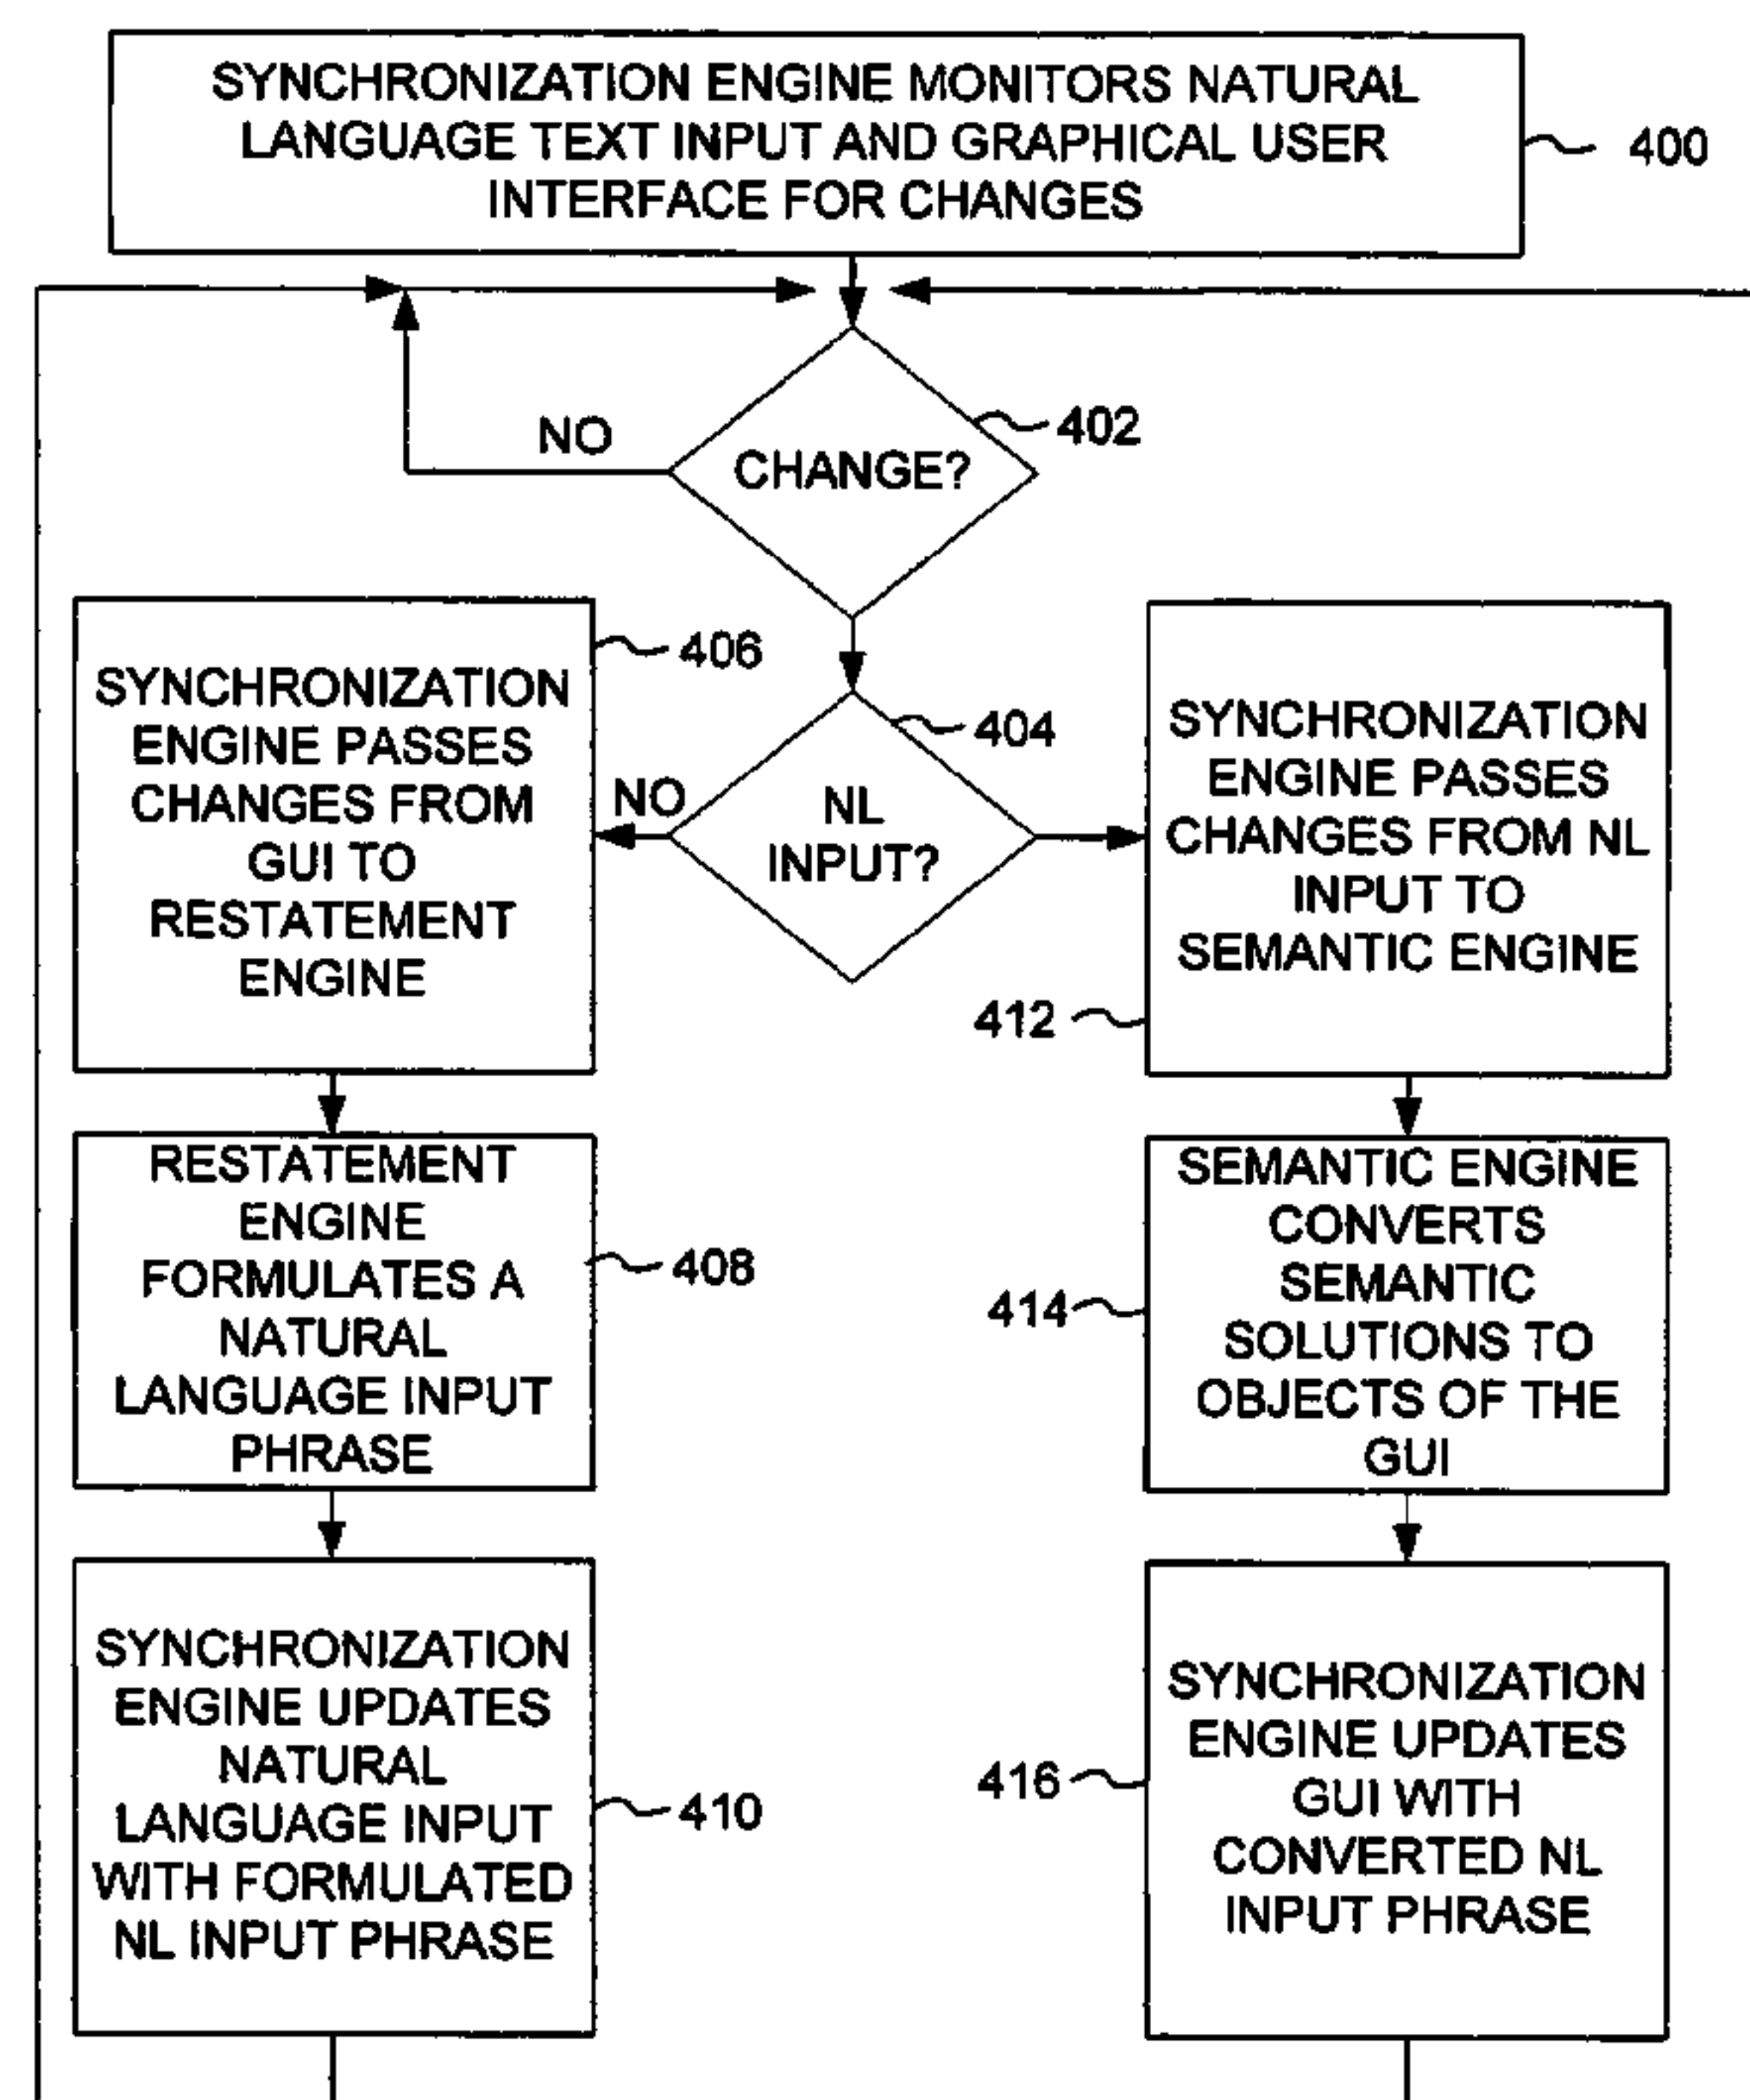 SYNCHRONIZATION ENGINE MONITORS NATURAL
LANGUAGE TEXT INPUT AND GRAPHICAL USER
INTERFACE FOR CHANGES
400
402
NO
CHANGE?
406
SYNCHRONIZATION
ENGINE PASSES
CHANGES FROM
GUI TO
RESTATEMENT
ENGINE
404
NO
NL
INPUT?
SYNCHRONIZATION
ENGINE PASSES
CHANGES FROM NL
INPUT TO
SEMANTIC ENGINE
412
RESTATEMENT
ENGINE
FORMULATES A
NATURAL
LANGUAGE INPUT
PHRASE
408
SEMANTIC ENGINE
CONVERTS
SEMANTIC
SOLUTIONS TO
OBJECTS OF THE
GUI
414
SYNCHRONIZATION
ENGINE UPDATES
NATURAL
LANGUAGE INPUT
WITH FORMULATED
NL INPUT PHRASE
410
SYNCHRONIZATION
ENGINE UPDATES
GUI WITH
CONVERTED NL
INPUT PHRASE
416